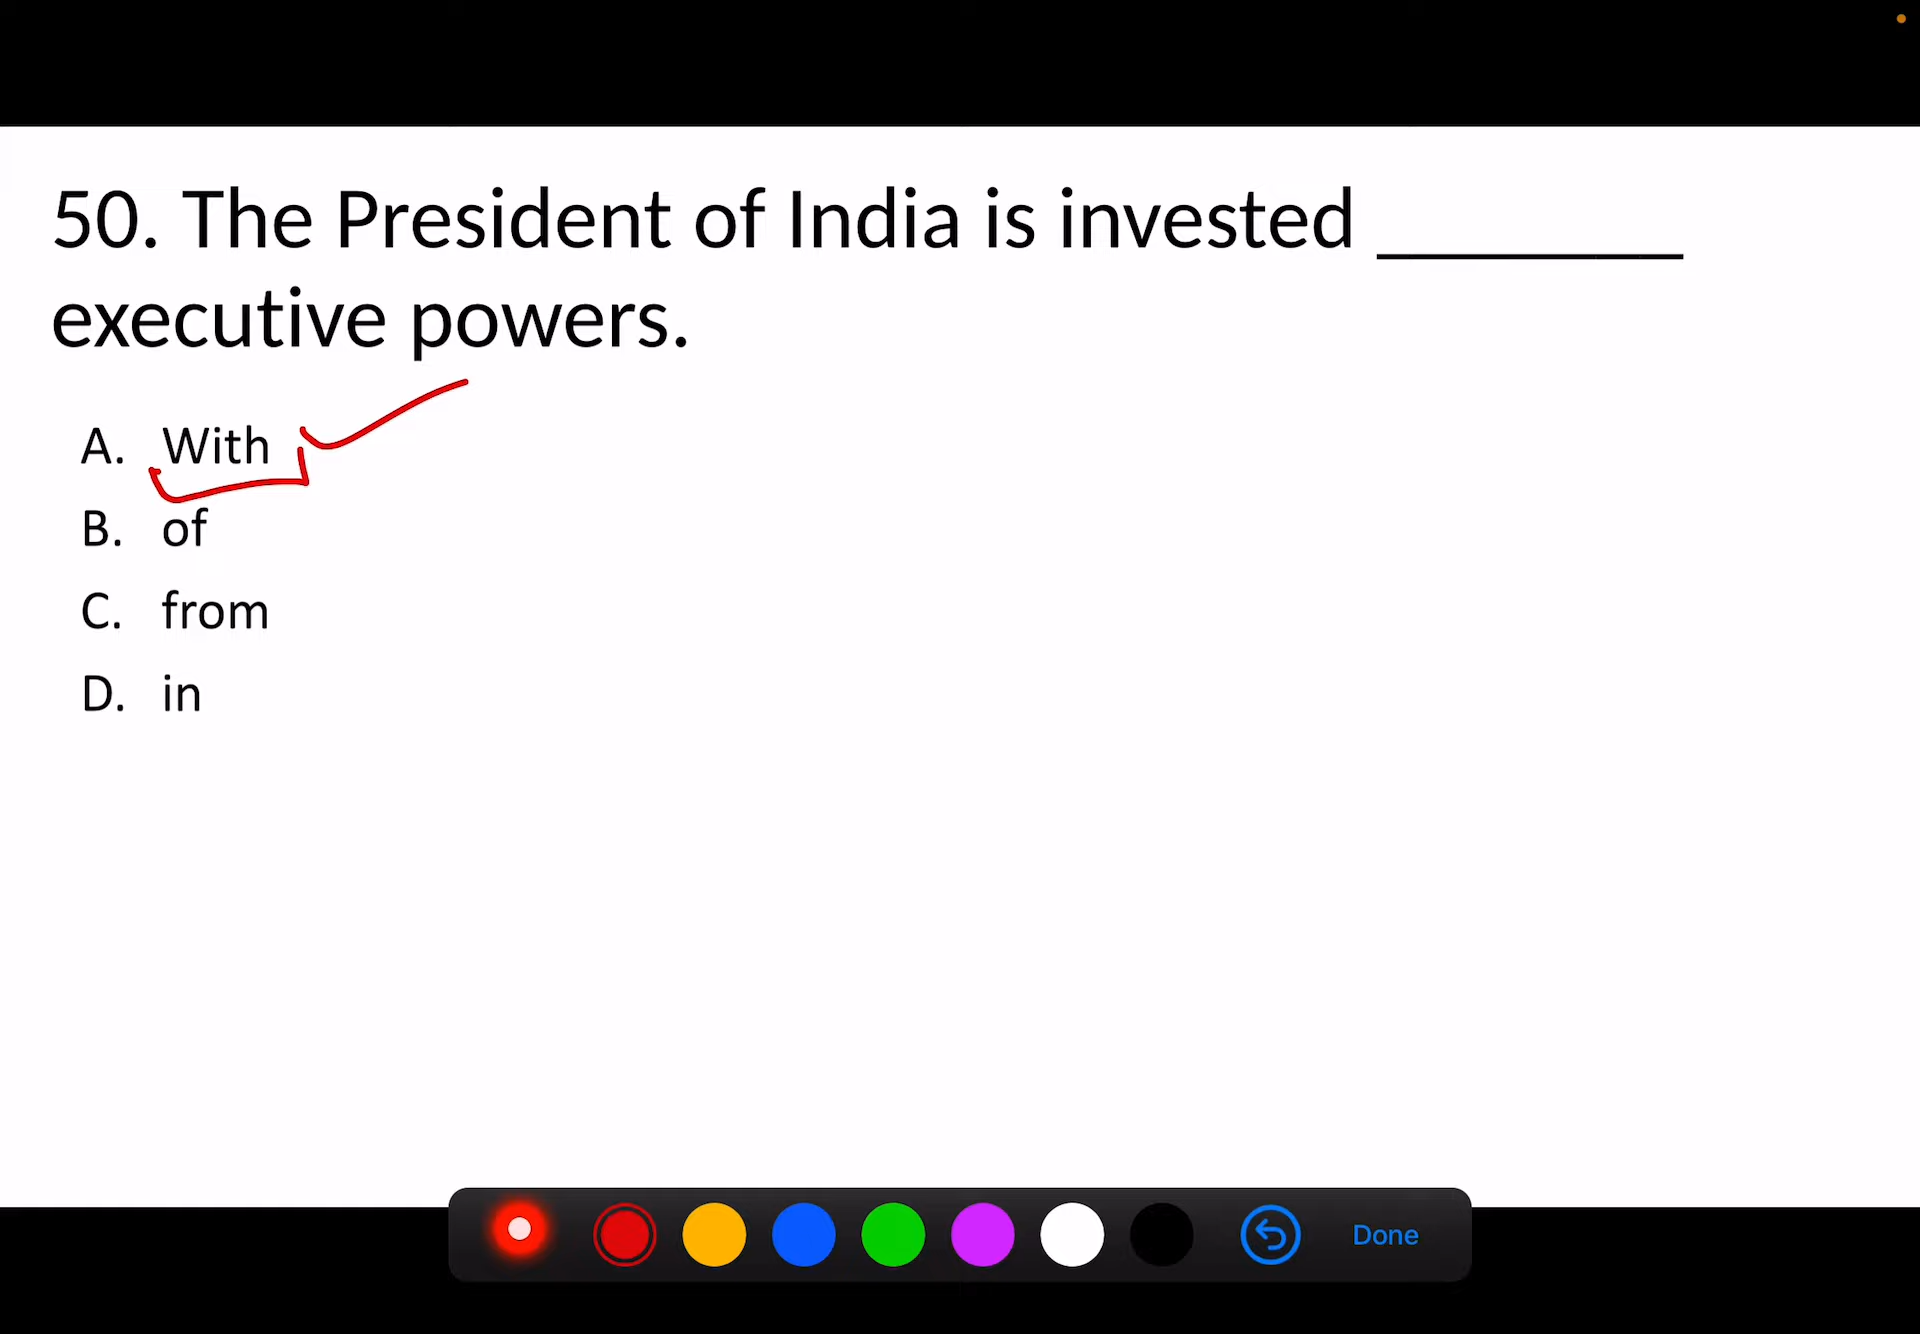 50. The President of India is invested ________
executive powers.
A. With
B. of
C. from
D. in
Done